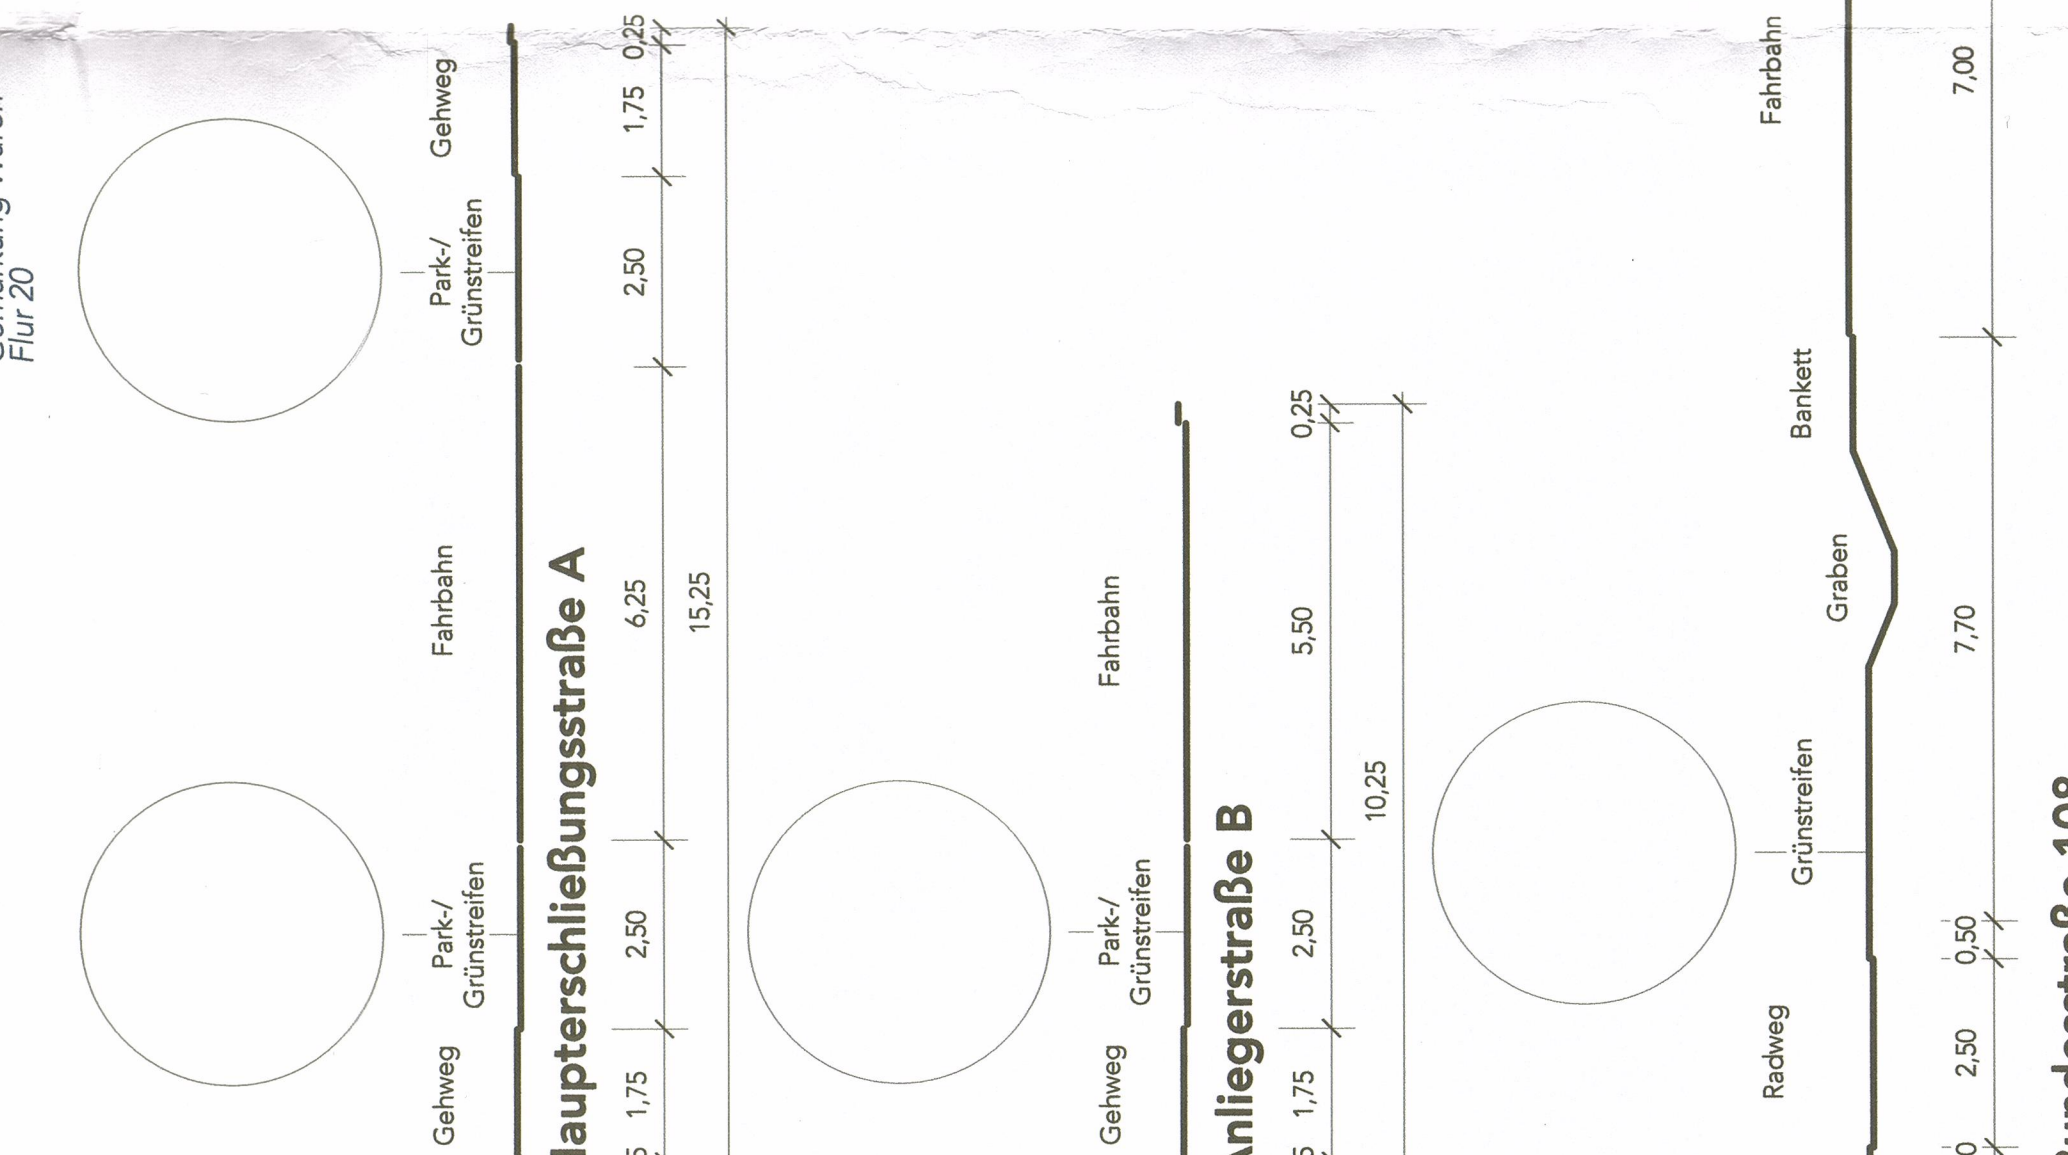 Flur 20
Gehweg
Park-/
Grünstreifen
Fahrbahn
Park-/
Grünstreifen
Gehweg
1,75
2,50
6,25
2,50
1,75
0,25
15,25
Fahrbahn
Park-/
Grünstreifen
Gehweg
Anliegerstraße B
1,75
2,50
5,50
0,25
10,25
Radweg
Grünstreifen
Graben
Bankett
Fahrbahn
2,50
0,50
7,70
7,00